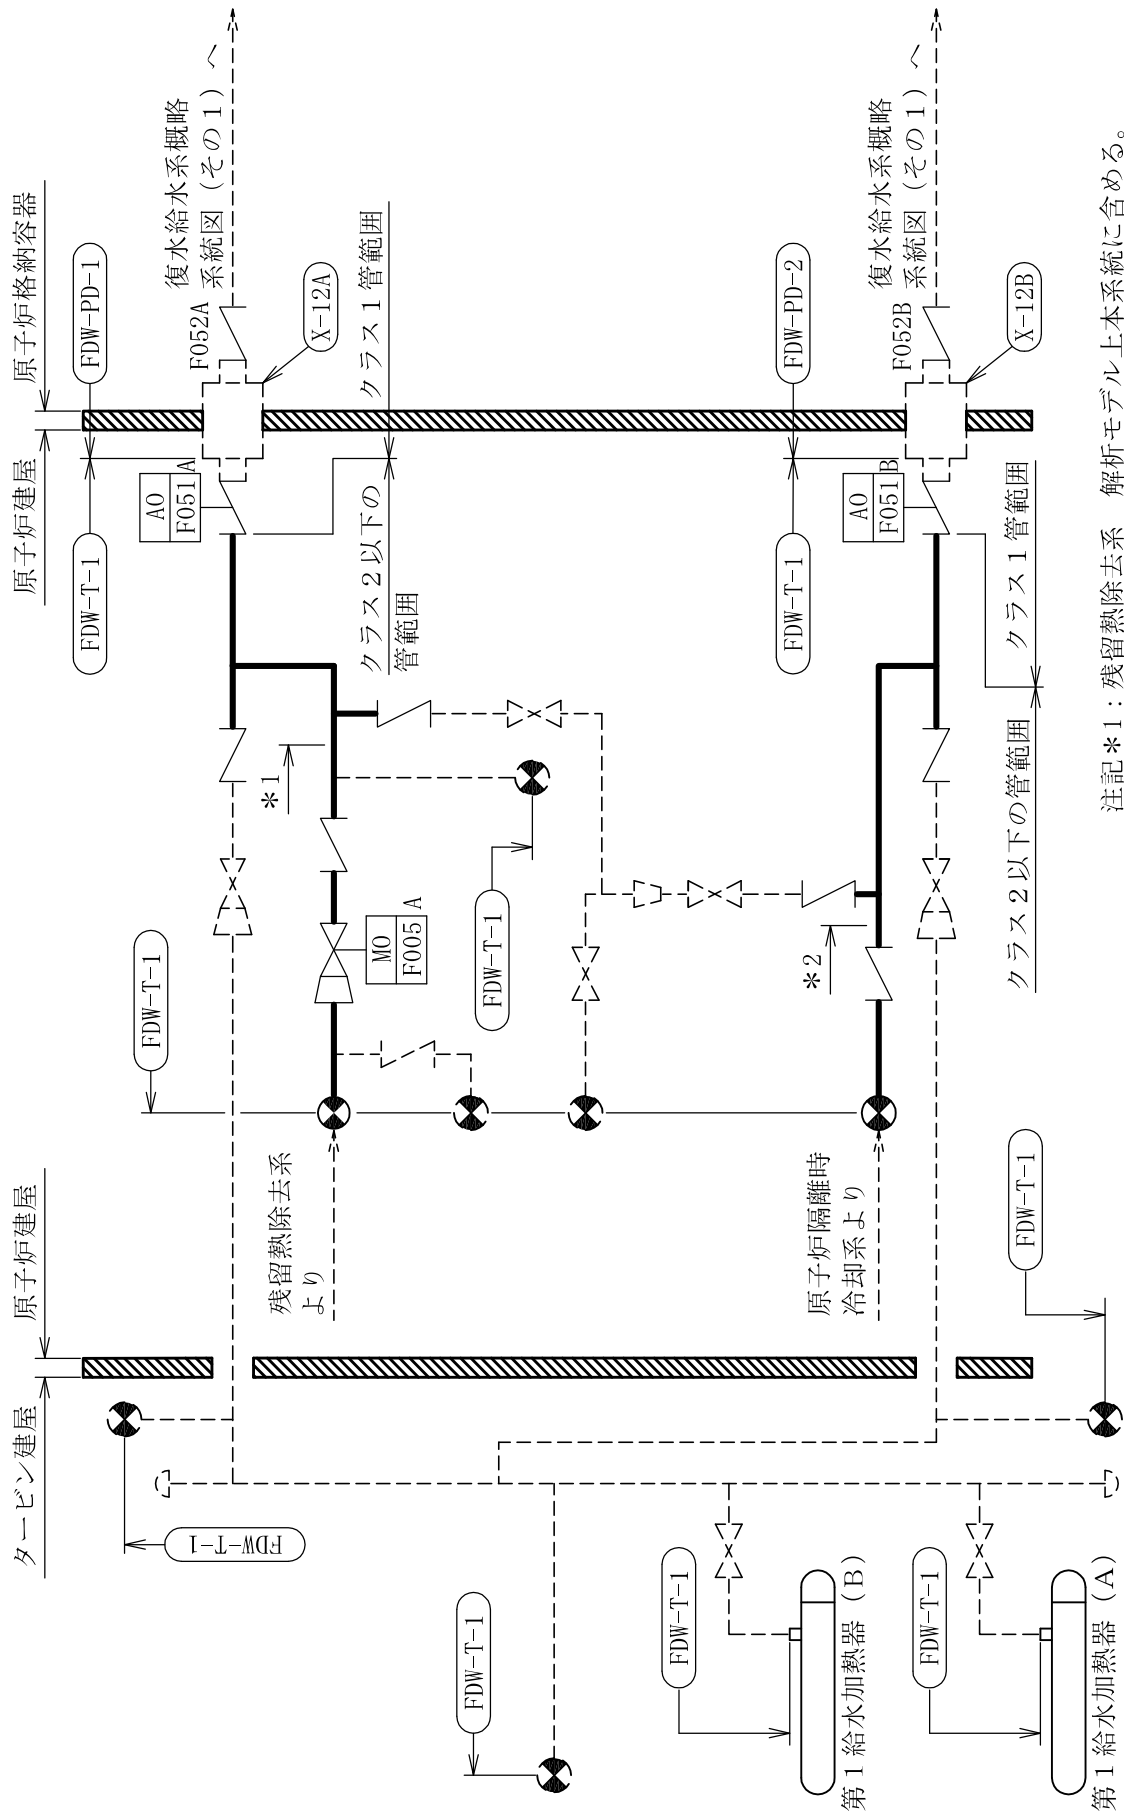 タービン建屋
原子炉建屋
原子炉建屋
原子炉格納容器
FDW-T-1
FDW-T-1
FDW-T-1
FDW-PD-1
復水給水系概略
系統図（その１）へ
F052A
AO
F051
A
X-12A
クラス２以下の
管範囲
クラス１管範囲
残留熱除去系
より
＊1
MO
F005
A
FDW-T-1
FDW-T-1
FDW-T-1
FDW-PD-2
復水給水系概略
系統図（その１）へ
F052B
AO
F051
B
X-12B
＊2
原子炉隔離時
冷却系より
FDW-T-1
第１給水加熱器（B）
FDW-T-1
クラス２以下の管範囲
クラス１管範囲
FDW-T-1
第１給水加熱器（A）
注記＊1：残留熱除去系　解析モデル上本系統に含める。